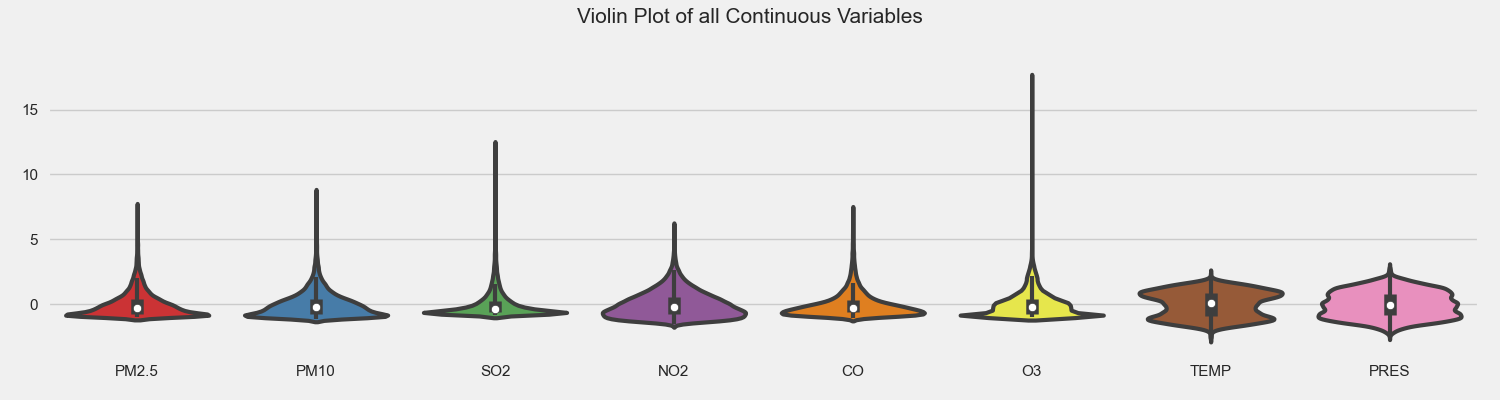 Violin Plot of all Continuous Variables
15
10
5
0
PM2.5 PM10 SO2 NO2 CO O3 TEMP PRES